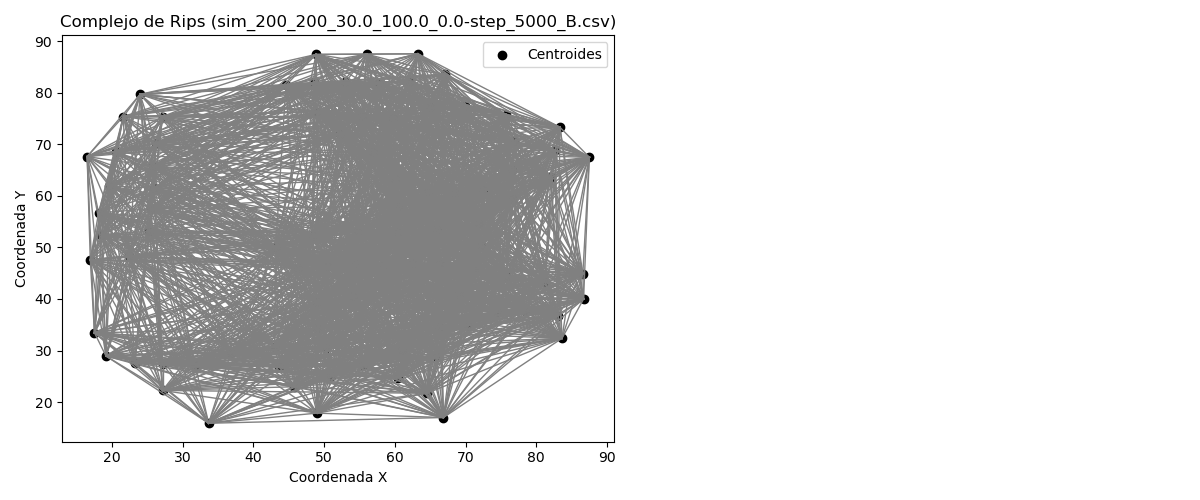 Complejo de Rips (sim_200_200_30.0_100.0_0.0-step_5000_B.csv)
90
80
70
60
50
40
30
20
Coordenada Y
Centroides
20 30 40 50 60 70 80 90
Coordenada X